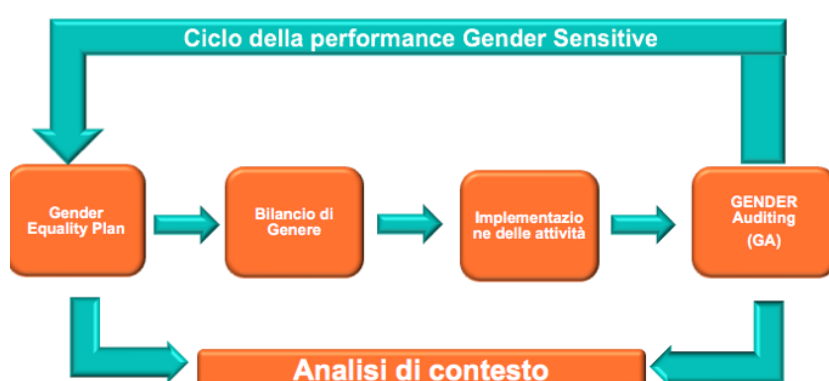 Ciclo della performance Gender Sensitive
Gender
Equality Plan
Bilancio di
Genere
Implementazio
ne delle attività
GENDER
Auditing
(GA)
Analisi di contesto